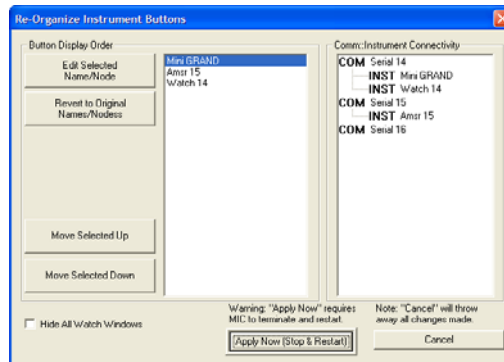 Re-Organize Instrument Buttons
Button Display Order
Edit Selected
Name/Node
Revert to Original
Names/Nodess
Move Selected Up
Move Selected Down
Mini GRAND
Amsr 15
Watch 14
Comm::Instrument Connectivity
COM Serial 14
INST Mini GRAND
INST Watch 14
COM Serial 15
INST Amsr 15
COM Serial 16
Hide All Watch Windows
Warning: "Apply Now" requires
MIC to terminate and restart.
Apply Now (Stop & Restart)
Note: "Cancel" will throw
away all changes made.
Cancel